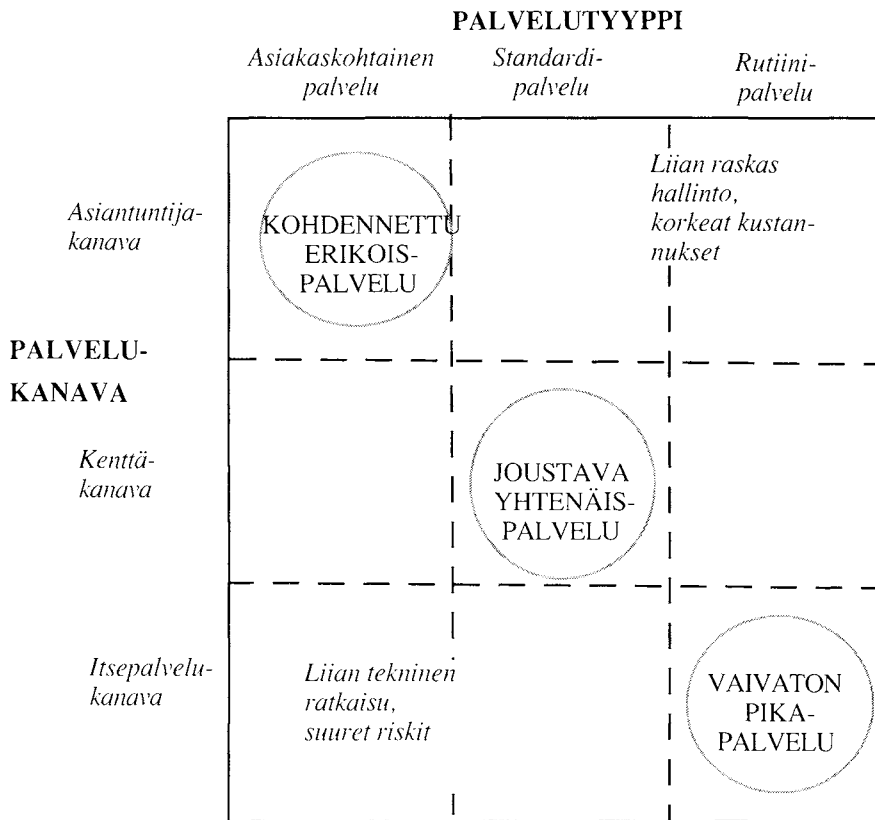 PALVELUTYYPPI
Asiakaskohtainen
palvelu
Standardi-
palvelu
Rutiini-
palvelu
Asiantuntija-
kanava
KOHDENNETTU
ERIKOIS-
PALVELU
Liian raskas
hallinto,
korkeat kustan-
nukset
PALVELU-
KANAVA
Kenttä-
kanava
JOUSTAVA
YHTENÄIS-
PALVELU
Itsepalvelu-
kanava
Liian tekninen
ratkaisu,
suuret riskit
VAIVATON
PIKA-
PALVELU